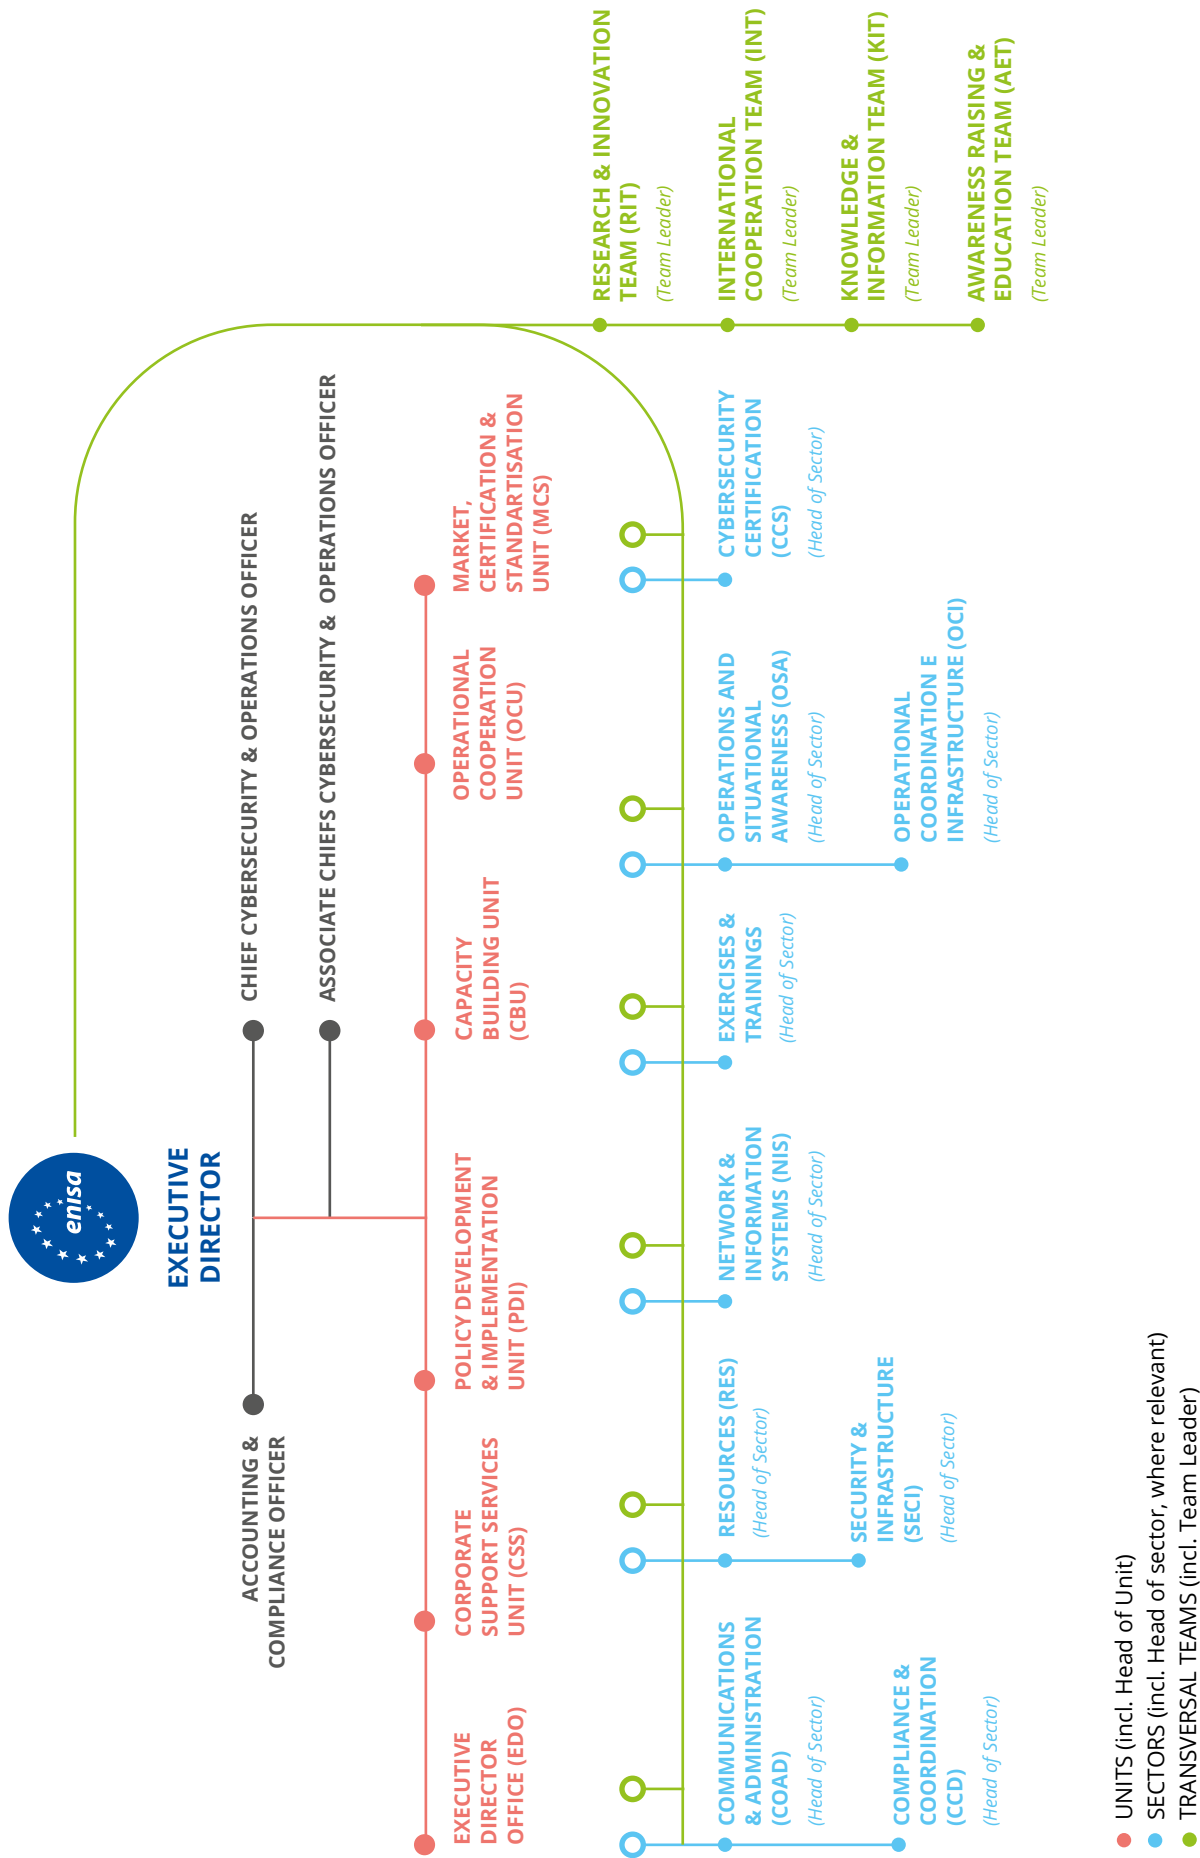 enisa
EXECUTIVE
DIRECTOR
ACCOUNTING &
COMPLIANCE OFFICER
CHIEF CYBERSECURITY & OPERATIONS OFFICER
ASSOCIATE CHIEFS CYBERSECURITY & OPERATIONS OFFICER
EXECUTIVE
DIRECTOR
OFFICE (EDO)
CORPORATE
SUPPORT SERVICES
UNIT (CSS)
POLICY DEVELOPMENT
& IMPLEMENTATION
UNIT (PDI)
CAPACITY
BUILDING UNIT
(CBU)
OPERATIONAL
COOPERATION
UNIT (OCU)
MARKET,
CERTIFICATION &
STANDARTISATION
UNIT (MCS)
RESEARCH & INNOVATION
TEAM (RIT)
(Team Leader)
INTERNATIONAL
COOPERATION TEAM (INT)
(Team Leader)
KNOWLEDGE &
INFORMATION TEAM (KIT)
(Team Leader)
AWARENESS RAISING &
EDUCATION TEAM (AET)
(Team Leader)
COMMUNICATIONS
& ADMINISTRATION
(COAD)
(Head of Sector)
COMPLIANCE &
COORDINATION
(CCD)
(Head of Sector)
RESOURCES (RES)
(Head of Sector)
SECURITY &
INFRASTRUCTURE
(SECI)
(Head of Sector)
NETWORK &
INFORMATION
SYSTEMS (NIS)
(Head of Sector)
EXERCISES &
TRAININGS
(Head of Sector)
OPERATIONS AND
SITUATIONAL
AWARENESS (OSA)
(Head of Sector)
OPERATIONAL
COORDINATION E
INFRASTRUCTURE (OCI)
(Head of Sector)
CYBERSECURITY
CERTIFICATION
(CCS)
(Head of Sector)
UNITS (incl. Head of Unit)
SECTORS (incl. Head of sector, where relevant)
TRANSVERSAL TEAMS (incl. Team Leader)